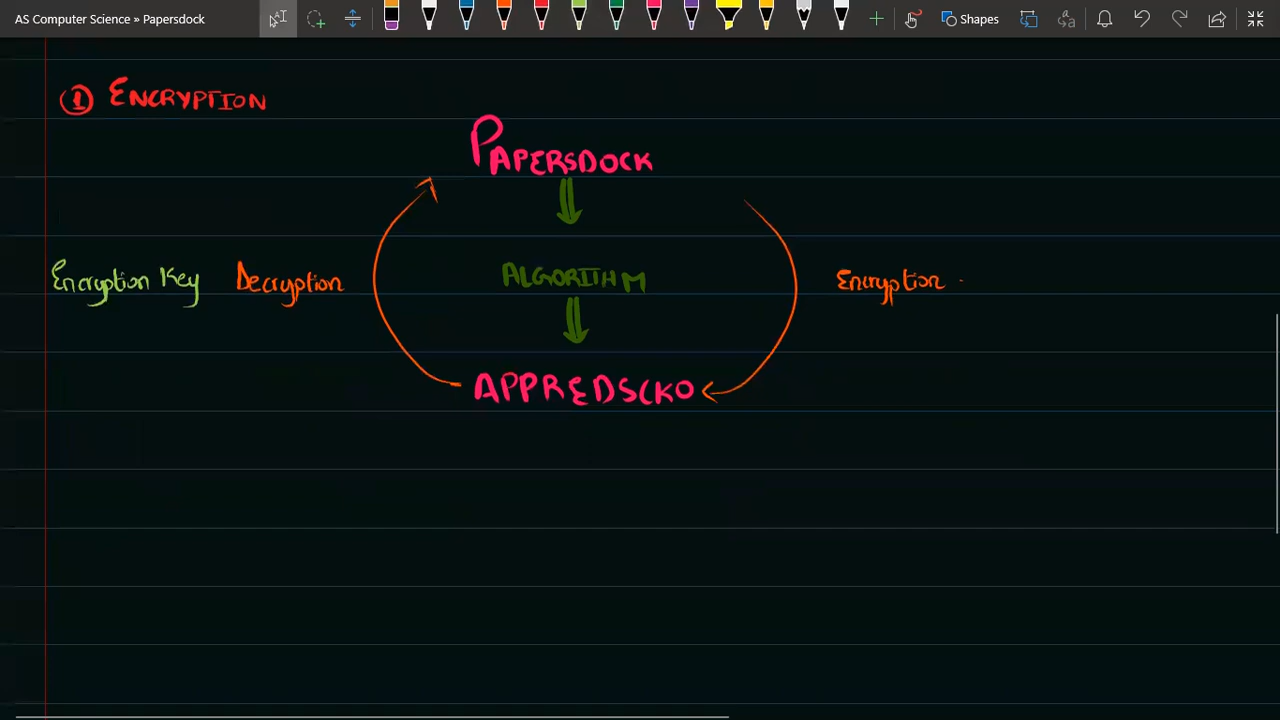 AS Computer Science » Papersdock
Shapes
① ENCRYPTION
PAPERSDOCK
ALGORITHM
Encryption Key Decryption
Encryption
APPREDSCKO